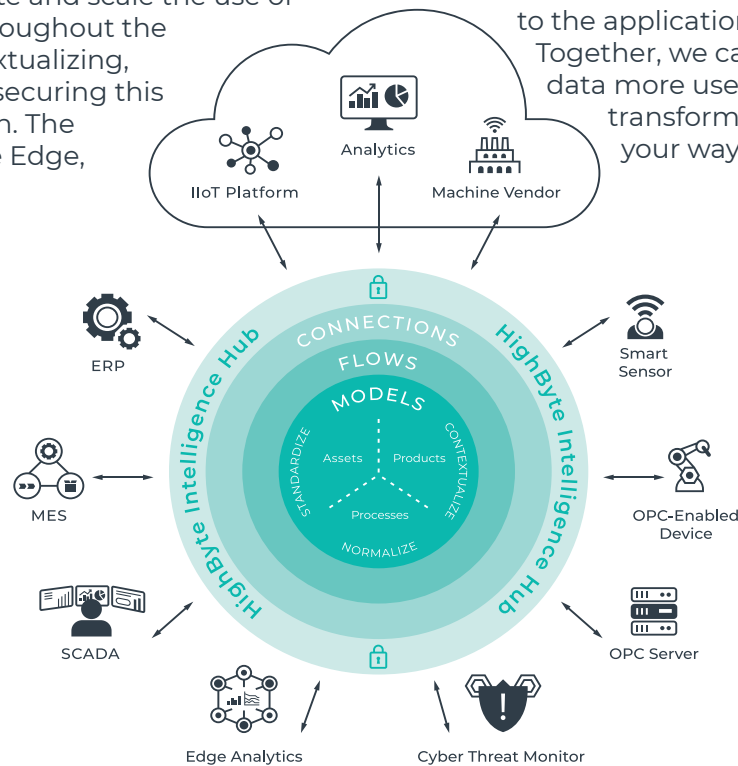 te and scale the use of
oughout the
xtualizing,
securing this
n. The
e Edge,
to the application
Together, we ca
data more use
transform
your way
Analytics
IIoT Platform
Machine Vendor
ERP
Smart
Sensor
MES
OPC-Enabled
Device
SCADA
OPC Server
Edge Analytics
Cyber Threat Monitor
HighByte Intelligence Hub
HighByte Intelligence Hub
CONNECTIONS
FLOWS
MODELS
STANDARDIZE
CONTEXTUALIZE
NORMALIZE
Assets
Products
Processes